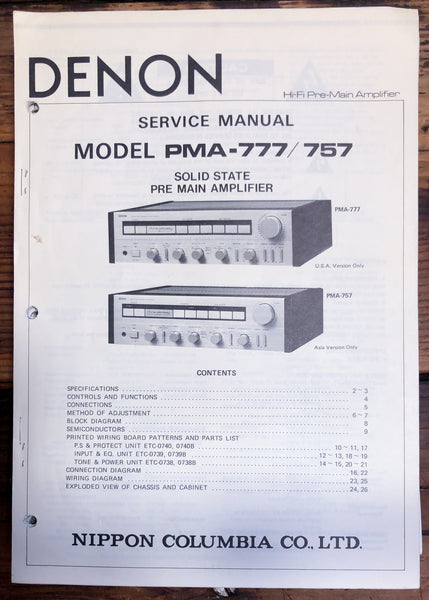 DENON
Hi-Fi Pre-Main Amplifier
SERVICE MANUAL
MODEL PMA-777/757
SOLID STATE
PRE MAIN AMPLIFIER
PMA-777
U.S.A. Version Only
PMA-757
Asia Version Only
CONTENTS
SPECIFICATIONS 2 ~ 3
CONTROLS AND FUNCTIONS 4
CONNECTIONS 5
METHOD OF ADJUSTMENT 6 ~ 7
BLOCK DIAGRAM 8
SEMICONDUCTORS 9
PRINTED WIRING BOARD PATTERNS AND PARTS LIST
P.S & PROTECT UNIT ETC-0740, 0740B 10 ~ 11, 17
INPUT & EQ. UNIT ETC-0739, 0739B 12 ~ 13, 18 ~ 19
TONE & POWER UNIT ETC-0738, 0738B 14 ~ 15, 20 ~ 21
CONNECTION DIAGRAM 16, 22
WIRING DIAGRAM 23, 25
EXPLODED VIEW OF CHASSIS AND CABINET 24, 26
NIPPON COLUMBIA CO., LTD.